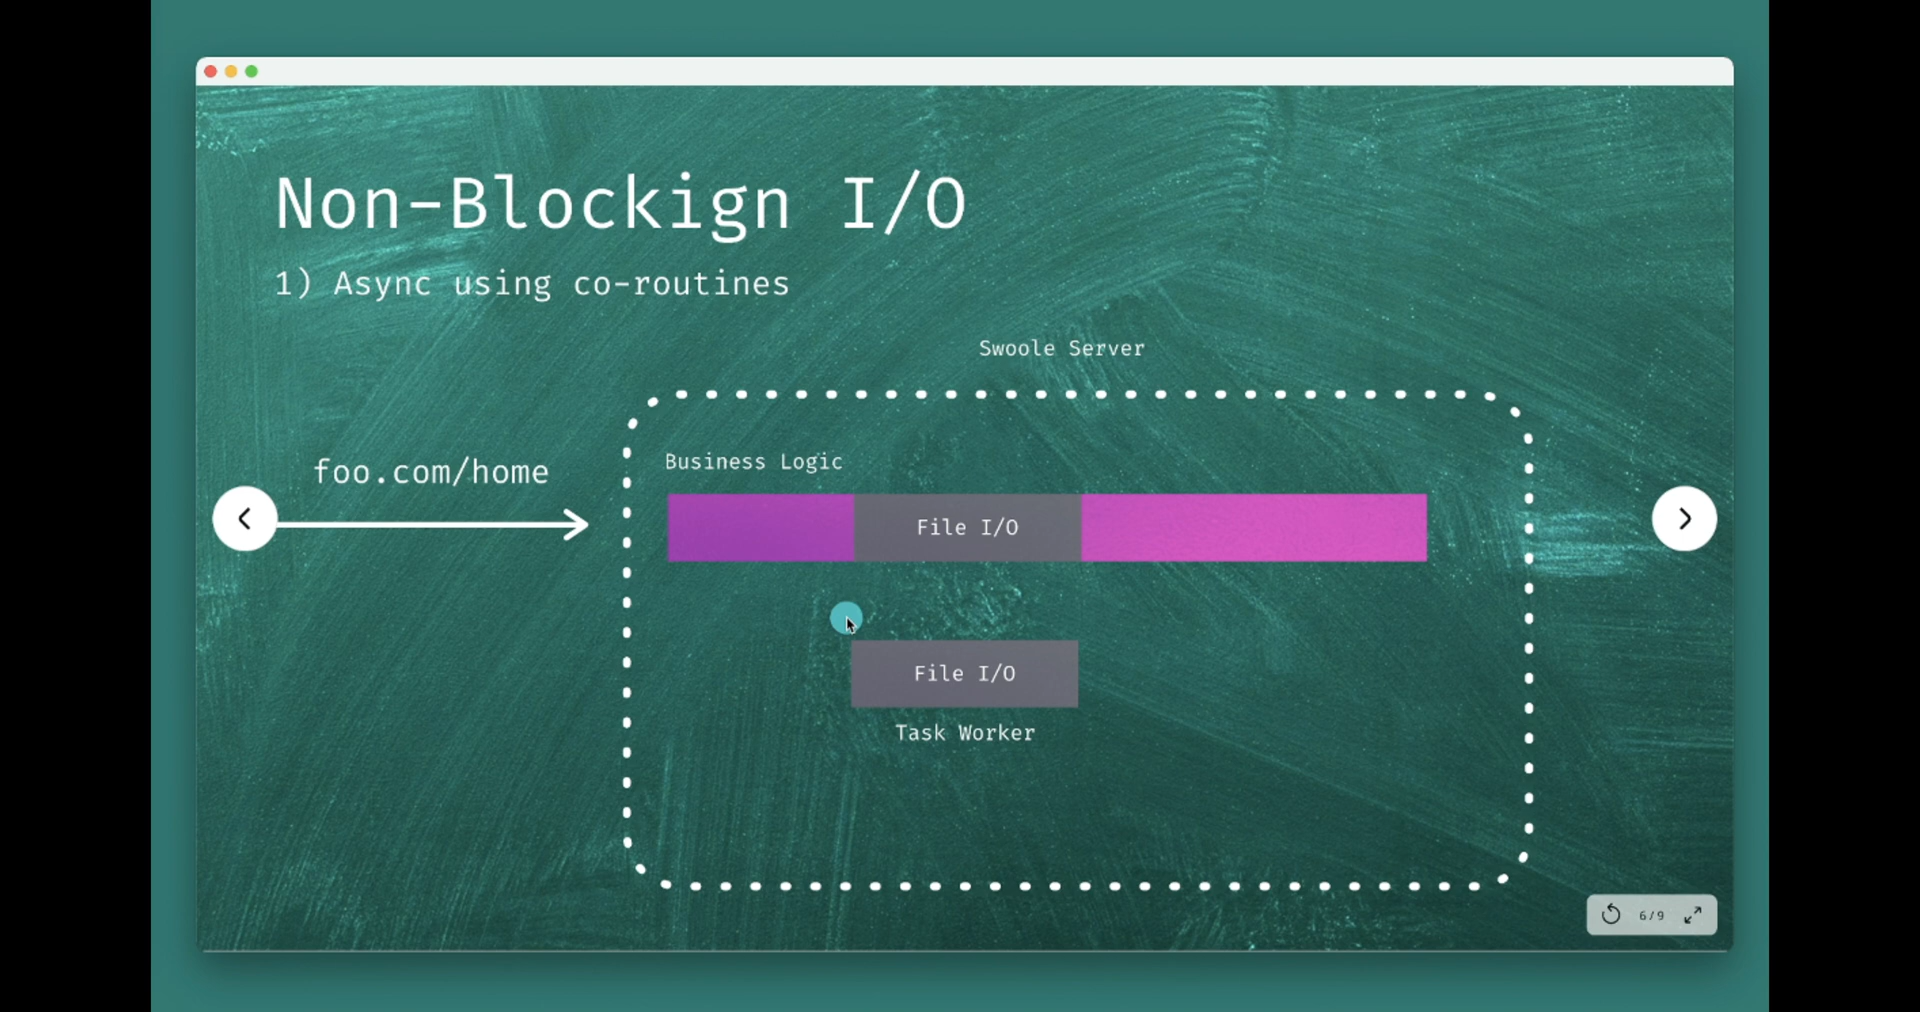 Non-Blockign I/O
1) Async using co-routines
Swoole Server
foo.com/home
Business Logic
File I/O
File I/O
Task Worker
6/9